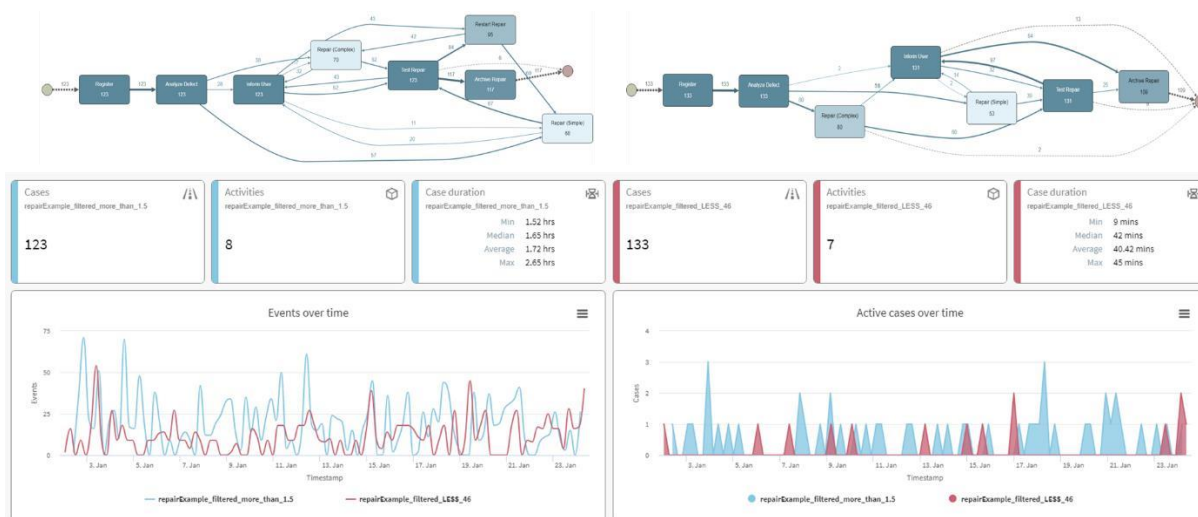 Register
123
Analyze Defect
123
Inform User
123
Repair (Complex)
73
Test Repair
123
Restart Repair
Archive Repair
117
Repair (Simple)
Register
133
Analyze Defect
133
Repair (Complex)
Inform User
131
Repair (Simple)
Test Repair
131
Archive Repair
Cases
repairExample_filtered_more_than_1.5
123
Activities
repairExample_filtered_more_than_1.5
8
Case duration
repairExample_filtered_more_than_1.5
Min 1.52 hrs
Median 1.65 hrs
Average 1.72 hrs
Max 2.65 hrs
Cases
repairExample_filtered_LESS_46
133
Activities
repairExample_filtered_LESS_46
7
Case duration
repairExample_filtered_LESS_46
Min 9 mins
Median 42 mins
Average 40.42 mins
Max 45 mins
Events over time
75
50
25
0
Events
3. Jan 5. Jan 7. Jan 9. Jan 11. Jan 13. Jan 15. Jan 17. Jan 19. Jan 21. Jan 23. Jan
Timestamp
repairExample_filtered_more_than_1.5 repairExample_filtered_LESS_46
Active cases over time
4
3
2
1
0
Cases
3. Jan 5. Jan 7. Jan 9. Jan 11. Jan 13. Jan 15. Jan 17. Jan 19. Jan 21. Jan 23. Jan
Timestamp
repairExample_filtered_more_than_1.5 repairExample_filtered_LESS_46